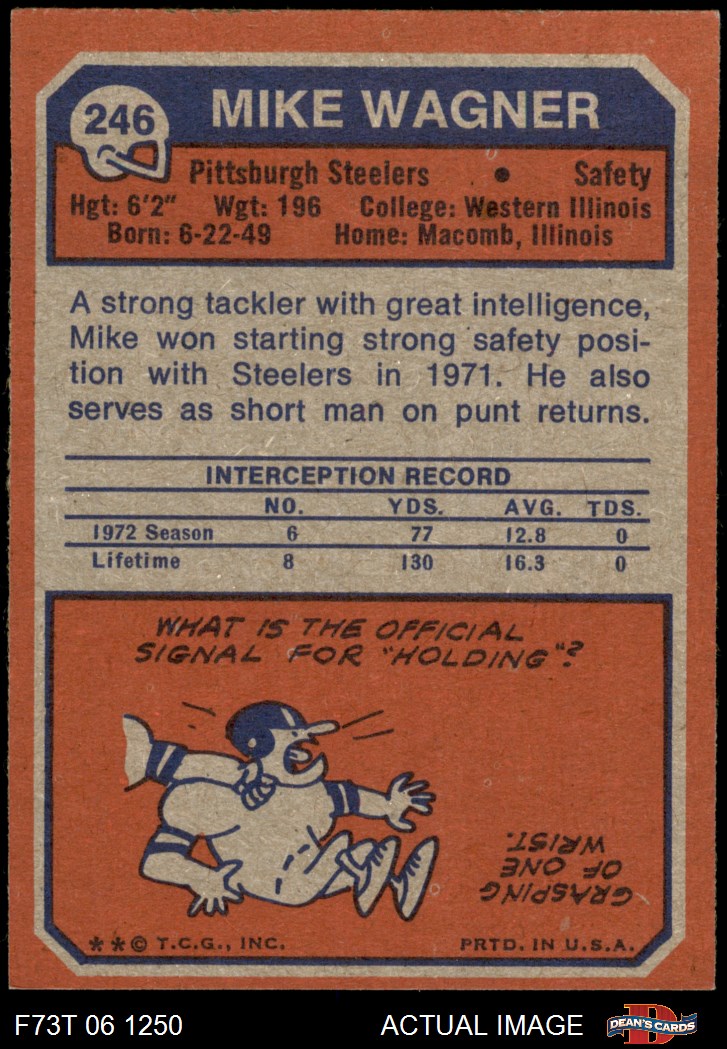 246
MIKE WAGNER
Pittsburgh Steelers • Safety
Hgt: 6'2" Wgt: 196 College: Western Illinois
Born: 6-22-49 Home: Macomb, Illinois
A strong tackler with great intelligence,
Mike won starting strong safety posi-
tion with Steelers in 1971. He also
serves as short man on punt returns.
INTERCEPTION RECORD
NO. YDS. AVG. TDS.
1972 Season 6 77 12.8 0
Lifetime 8 130 16.3 0
WHAT IS THE OFFICIAL
SIGNAL FOR "HOLDING"?
GRASPING
OF ONE
WRIST.
**© T.C.G., INC. PRTD. IN U.S.A.
F73T 06 1250 ACTUAL IMAGE D DEAN'S CARDS